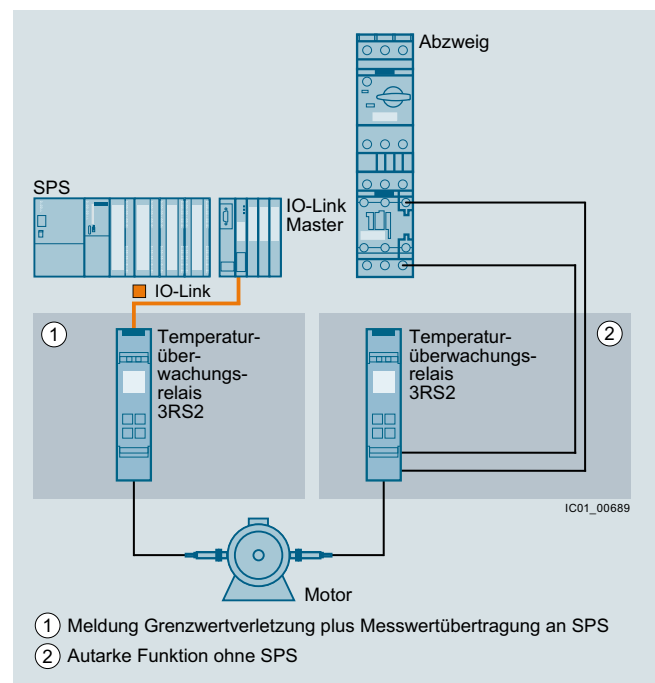 Abzweig
SPS
IO-Link
Master
IO-Link
1
Temperatur-
über-
wachungs-
relais
3RS2
Temperatur-
überwachungs-
relais
3RS2
2
IC01_00689
Motor
1 Meldung Grenzwertverletzung plus Messwertübertragung an SPS
2 Autarke Funktion ohne SPS